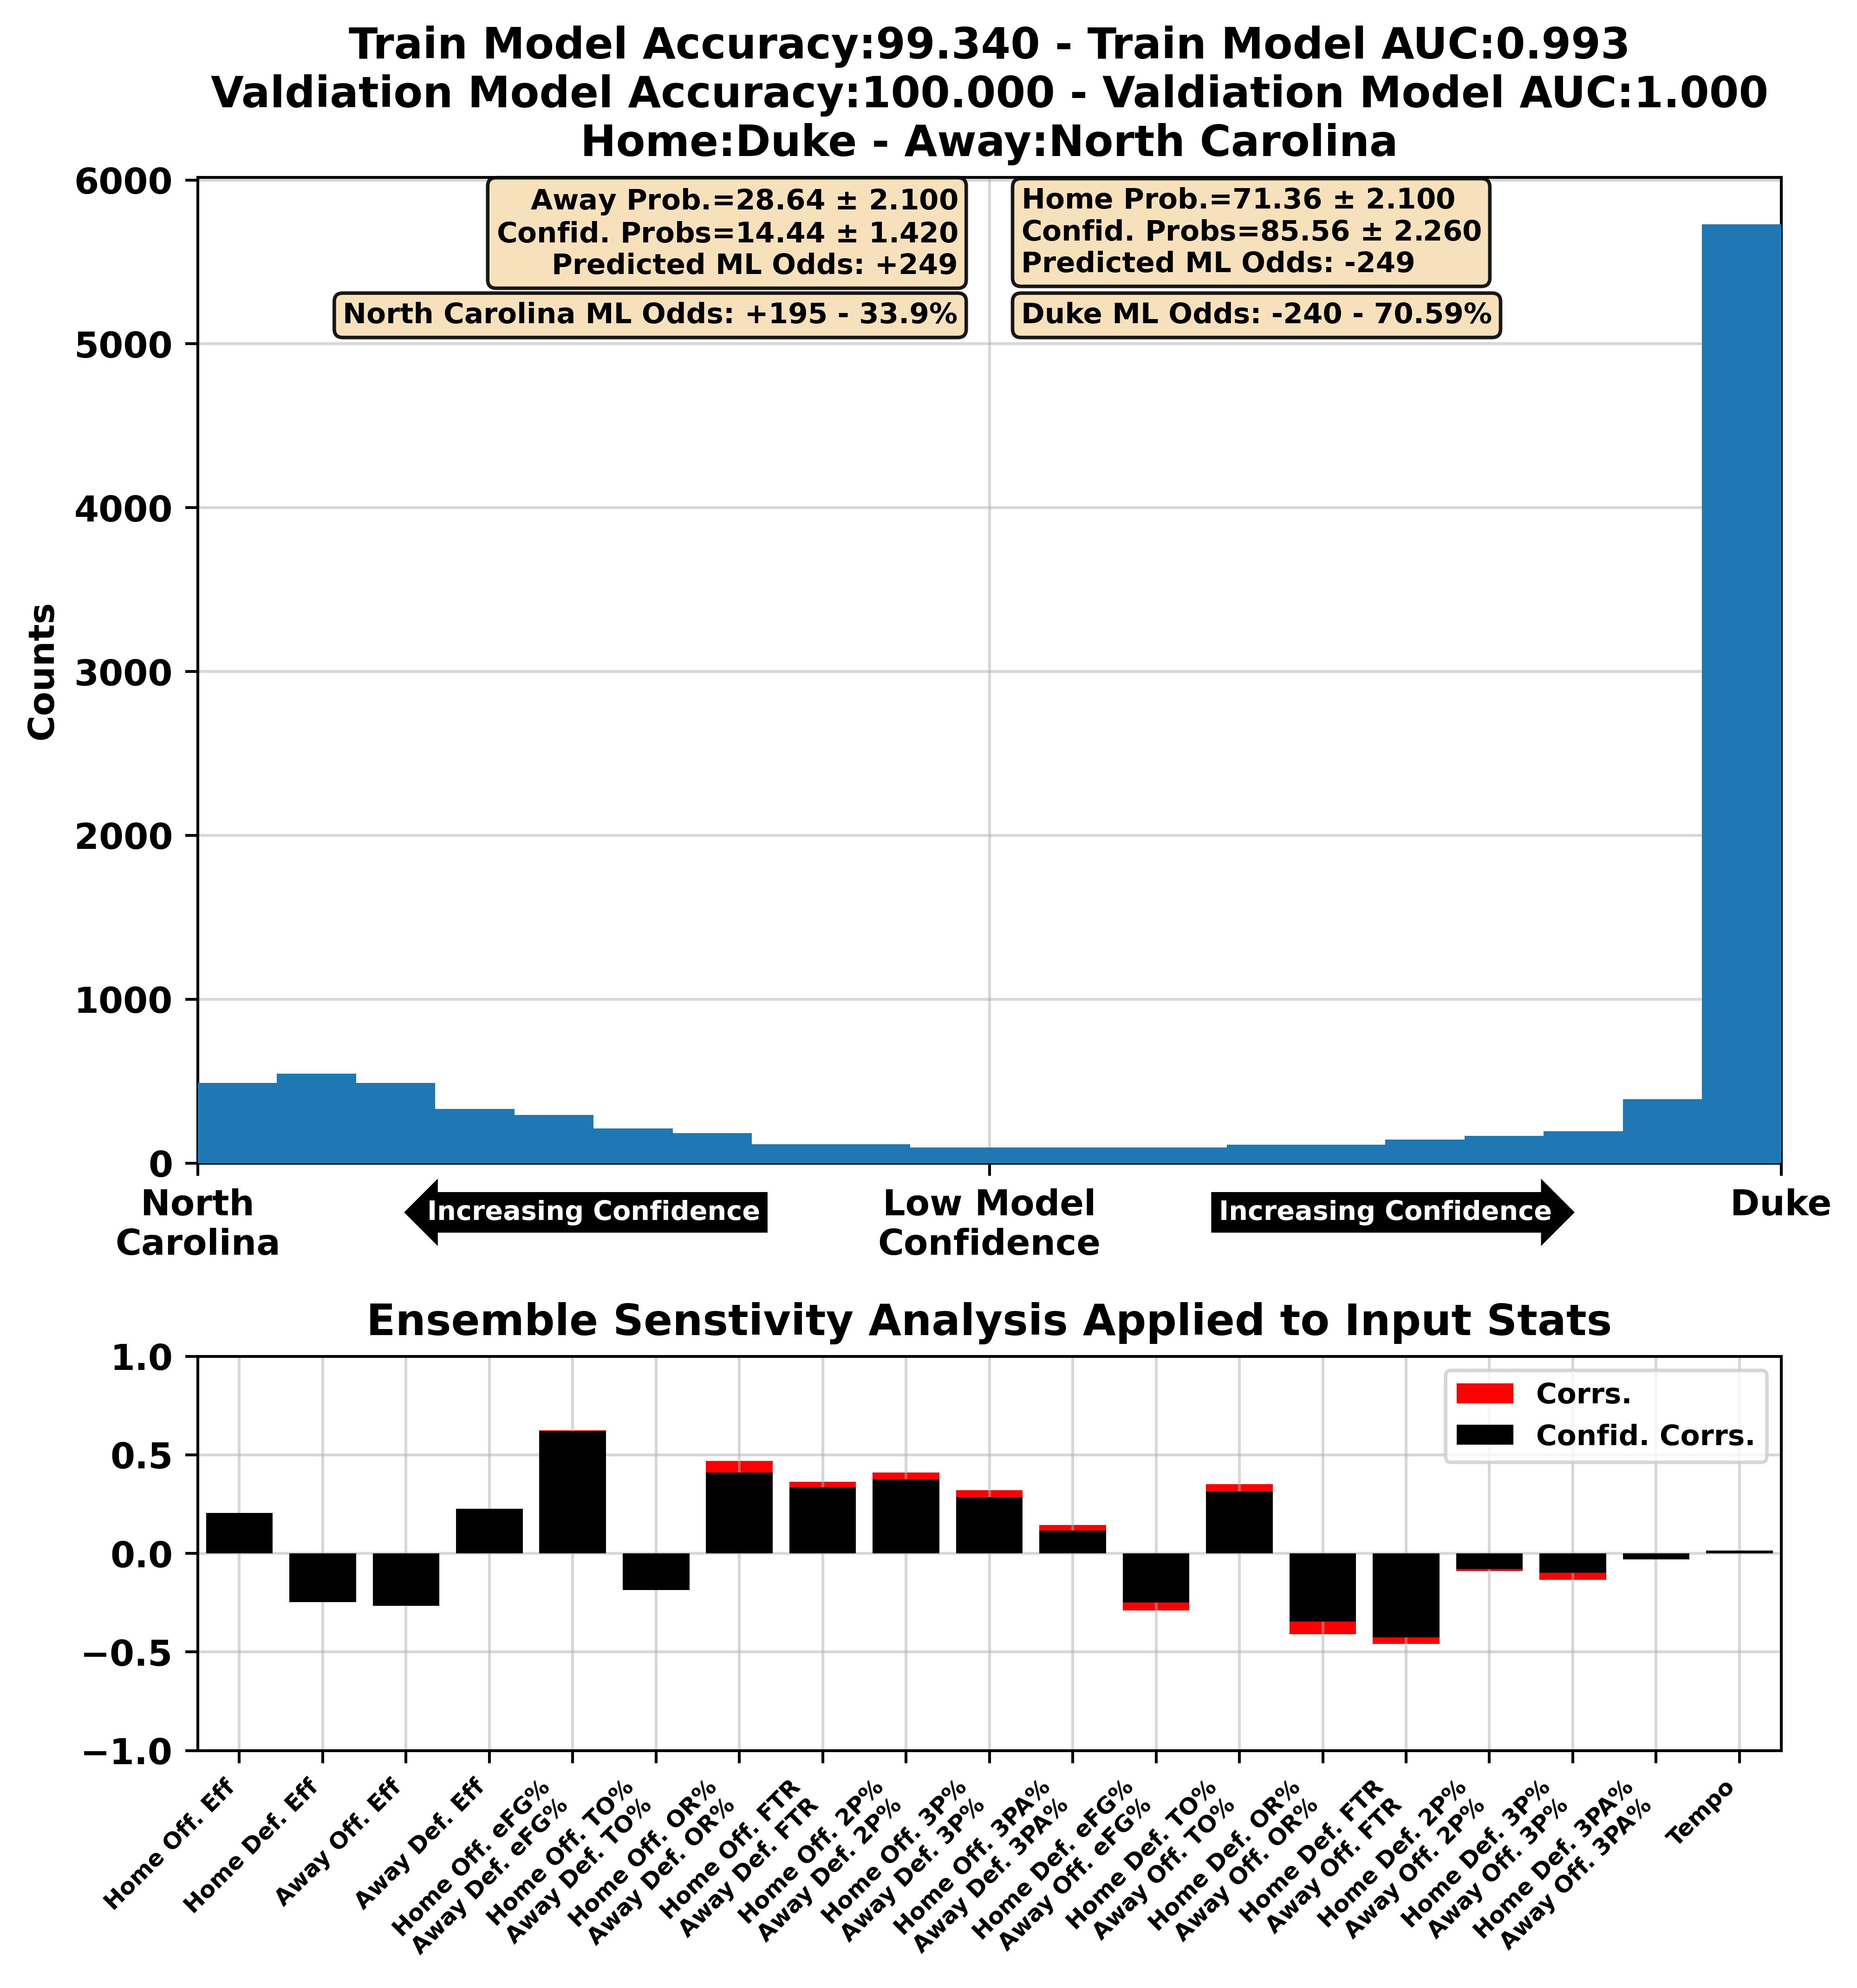 Train Model Accuracy:99.340 - Train Model AUC:0.993
Valdiation Model Accuracy:100.000 - Valdiation Model AUC:1.000
Home:Duke - Away:North Carolina
Away Prob.=28.64 ± 2.100
Confid. Probs=14.44 ± 1.420
Predicted ML Odds: +249
North Carolina ML Odds: +195 - 33.9%
Home Prob.=71.36 ± 2.100
Confid. Probs=85.56 ± 2.260
Predicted ML Odds: -249
Duke ML Odds: -240 - 70.59%
Counts
6000
5000
4000
3000
2000
1000
0
North
Carolina
Increasing Confidence
Low Model
Confidence
Increasing Confidence
Duke
Ensemble Senstivity Analysis Applied to Input Stats
1.0
0.5
0.0
−0.5
−1.0
Corrs.
Confid. Corrs.
Home Off. Eff
Home Def. Eff
Away Off. Eff
Away Def. Eff
Home Off. eFG%
Away Def. eFG%
Home Off. TO%
Away Def. TO%
Home Off. OR%
Away Def. OR%
Home Off. FTR
Away Def. FTR
Home Off. 2P%
Away Def. 2P%
Home Off. 3P%
Away Def. 3P%
Home Off. 3PA%
Away Def. 3PA%
Home Def. eFG%
Away Off. eFG%
Home Def. TO%
Away Off. TO%
Home Def. OR%
Away Off. OR%
Home Def. FTR
Away Off. FTR
Home Def. 2P%
Away Off. 2P%
Home Def. 3P%
Away Off. 3P%
Home Def. 3PA%
Away Off. 3PA%
Tempo